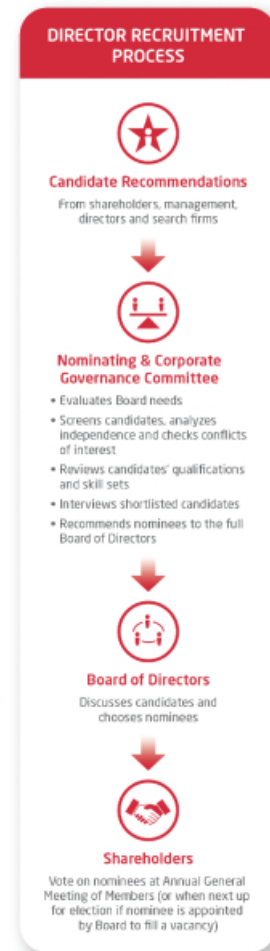 DIRECTOR RECRUITMENT
PROCESS
Candidate Recommendations
From shareholders, management,
directors and search firms
Nominating & Corporate
Governance Committee
• Evaluates Board needs
• Screens candidates, analyzes
independence and checks conflicts
of interest
• Reviews candidates' qualifications
and skill sets
• Interviews shortlisted candidates
• Recommends nominees to the full
Board of Directors
Board of Directors
Discusses candidates and
chooses nominees
Shareholders
Vote on nominees at Annual General
Meeting of Members (or when next up
for election if nominee is appointed
by Board to fill a vacancy)